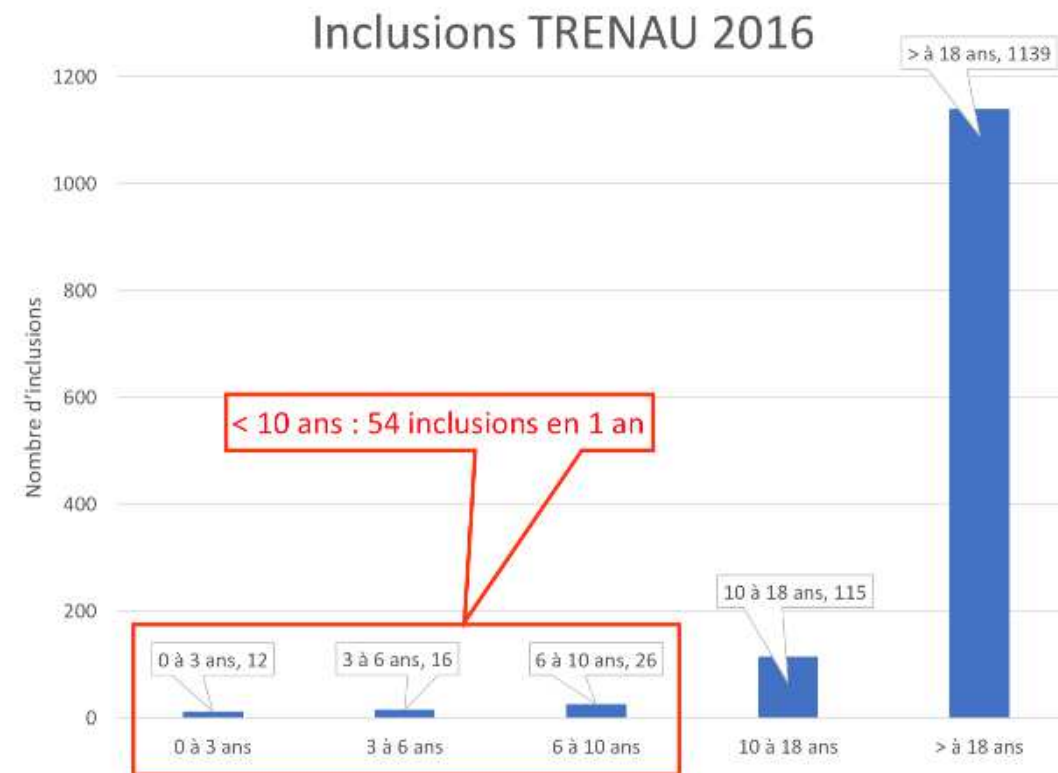 Inclusions TRENAU 2016
> à 18 ans, 1139
1200
1000
800
600
400
200
0
Nombre d'inclusions
< 10 ans : 54 inclusions en 1 an
10 à 18 ans, 115
0 à 3 ans, 12
3 à 6 ans, 16
6 à 10 ans, 26
0 à 3 ans
3 à 6 ans
6 à 10 ans
10 à 18 ans
> à 18 ans